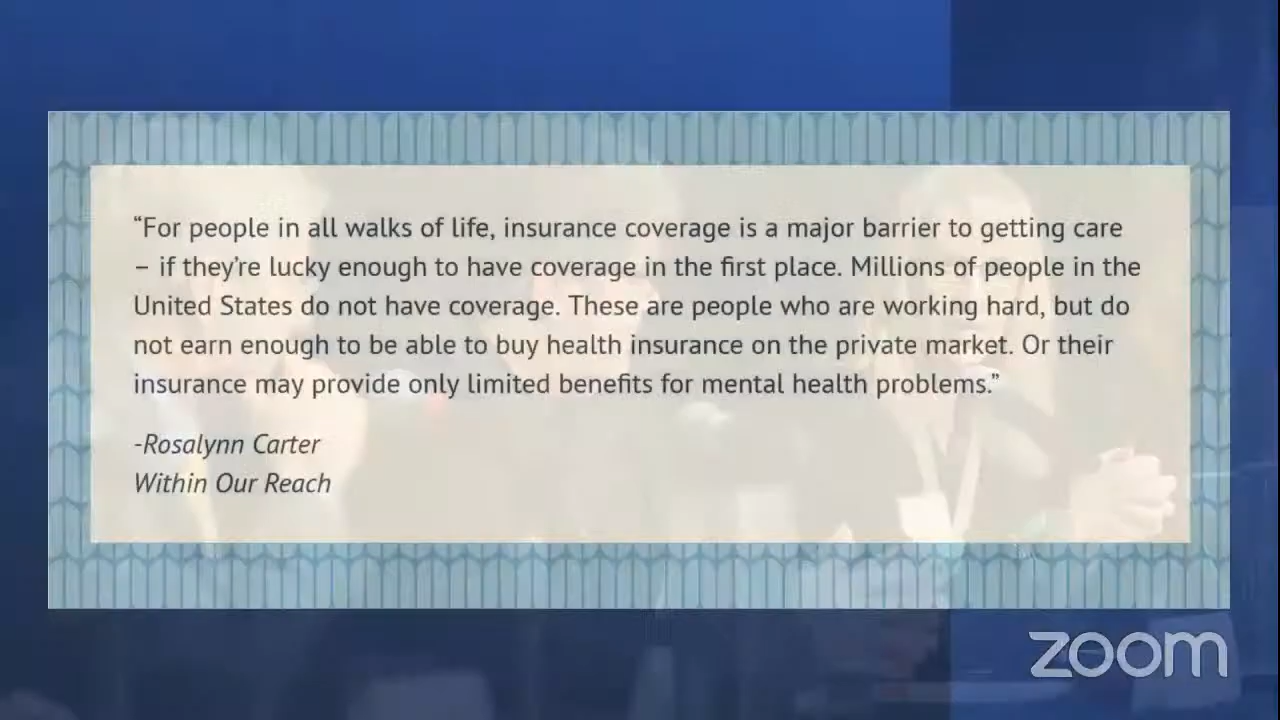 “For people in all walks of life, insurance coverage is a major barrier to getting care
– if they’re lucky enough to have coverage in the first place. Millions of people in the
United States do not have coverage. These are people who are working hard, but do
not earn enough to be able to buy health insurance on the private market. Or their
insurance may provide only limited benefits for mental health problems.”
-Rosalynn Carter
Within Our Reach
zoom